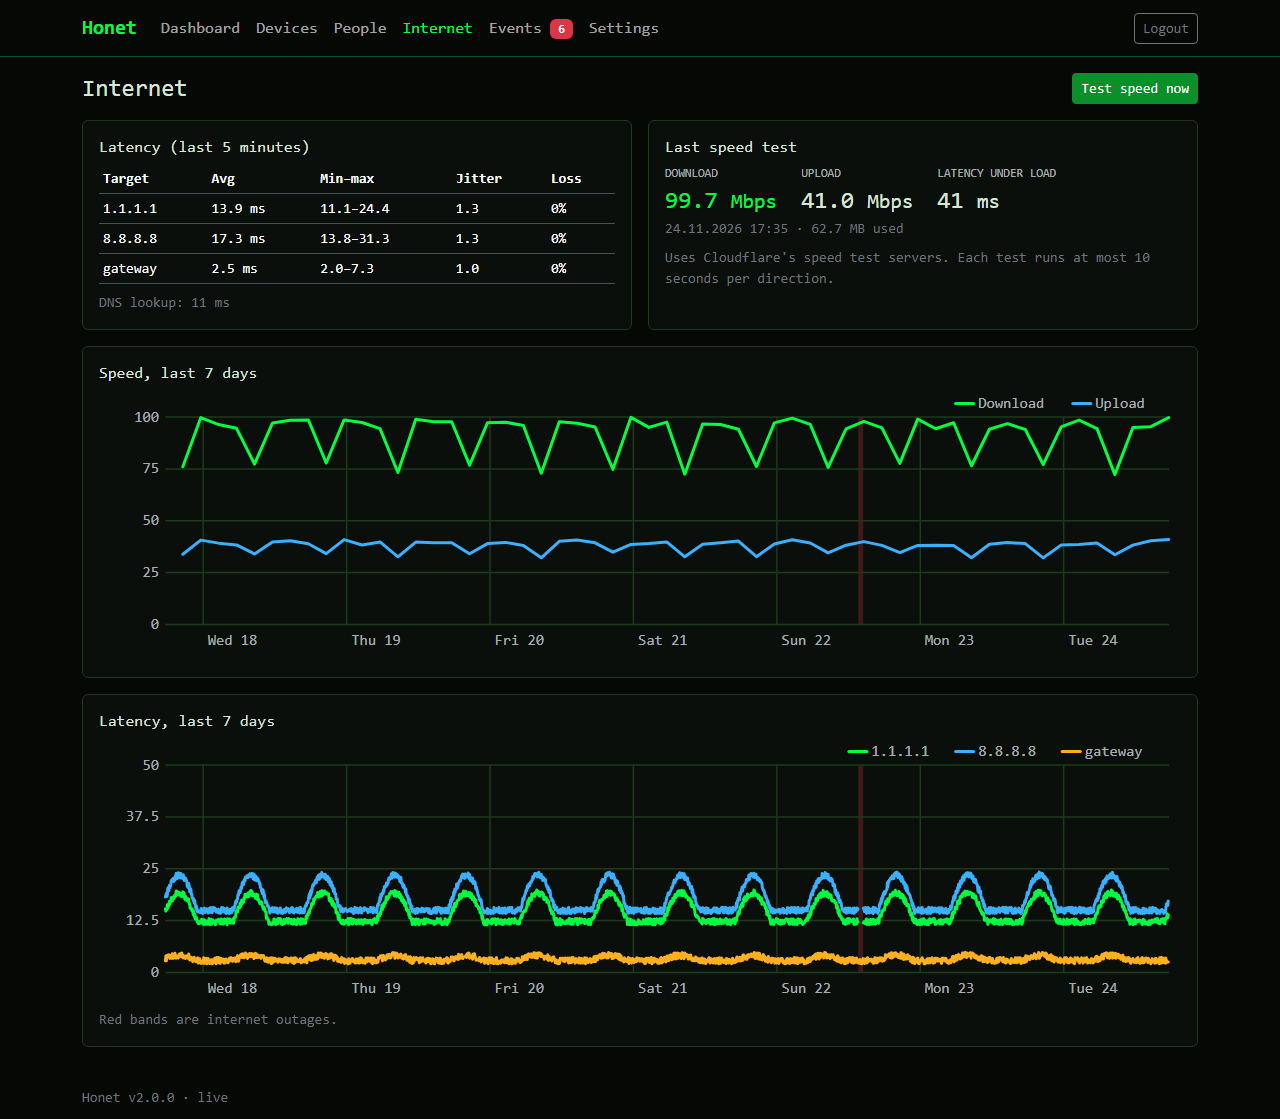 Honet Dashboard Devices People Internet Events 6 Settings Logout
Internet Test speed now
Latency (last 5 minutes)
Target Avg Min–max Jitter Loss
1.1.1.1 13.9 ms 11.1–24.4 1.3 0%
8.8.8.8 17.3 ms 13.8–31.3 1.3 0%
gateway 2.5 ms 2.0–7.3 1.0 0%
DNS lookup: 11 ms
Last speed test
DOWNLOAD UPLOAD LATENCY UNDER LOAD
99.7 Mbps 41.0 Mbps 41 ms
24.11.2026 17:35 · 62.7 MB used
Uses Cloudflare's speed test servers. Each test runs at most 10
seconds per direction.
Speed, last 7 days
Download Upload
100
75
50
25
0
Wed 18 Thu 19 Fri 20 Sat 21 Sun 22 Mon 23 Tue 24
Latency, last 7 days
1.1.1.1 8.8.8.8 gateway
50
37.5
25
12.5
0
Wed 18 Thu 19 Fri 20 Sat 21 Sun 22 Mon 23 Tue 24
Red bands are internet outages.
Honet v2.0.0 · live